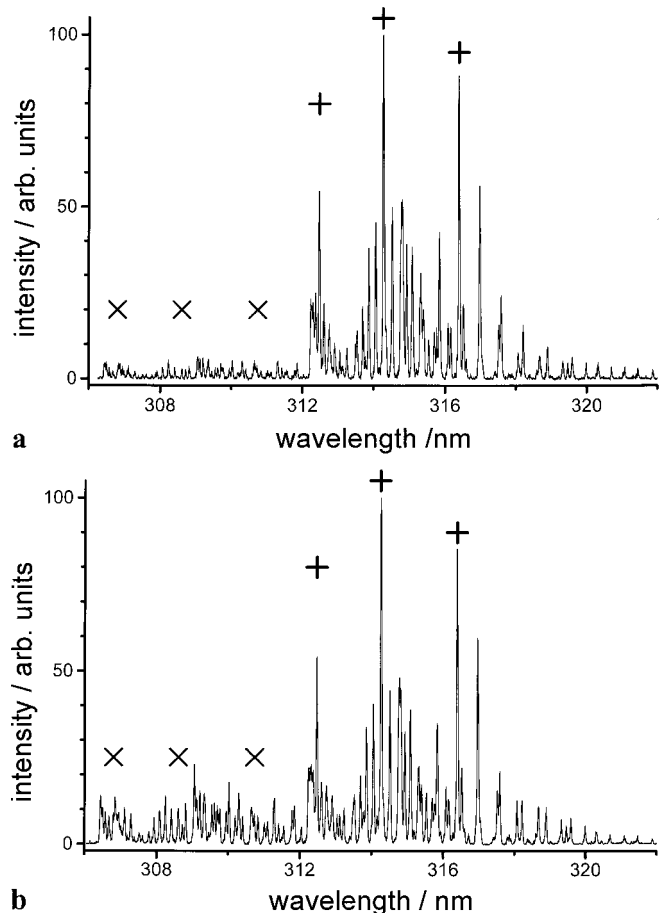 100
50
0
intensity / arb. units
308
312
316
320
wavelength /nm
a
100
50
0
intensity / arb. units
308
312
316
320
wavelength / nm
b